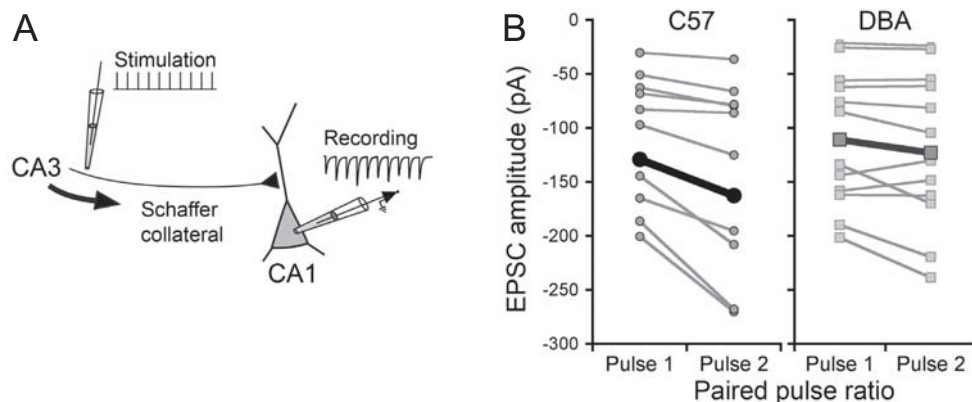 A
Stimulation
CA3
Schaffer
collateral
Recording
CA1
B
C57
DBA
EPSC amplitude (pA)
0
-50
-100
-150
-200
-250
-300
Pulse 1 Pulse 2 Pulse 1 Pulse 2
Paired pulse ratio